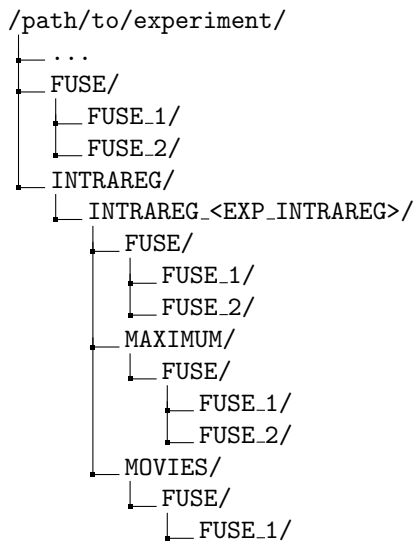 /path/to/experiment/
...
FUSE/
FUSE_1/
FUSE_2/
INTRAREG/
INTRAREG_<EXP_INTRAREG>/
FUSE/
FUSE_1/
FUSE_2/
MAXIMUM/
FUSE/
FUSE_1/
FUSE_2/
MOVIES/
FUSE/
FUSE_1/